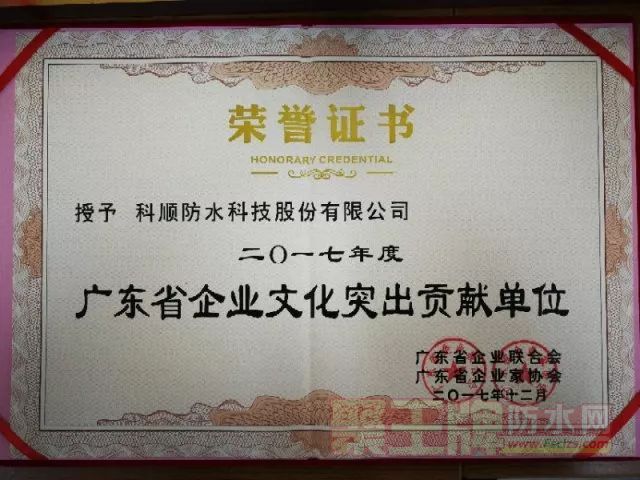 荣誉证书
HONORARY CREDENTIAL
授予 科顺防水科技股份有限公司
二〇一七年度
广东省企业文化突出贡献单位
广东省企业联合会
广东省企业家协会
二〇一七年十二月
防水网